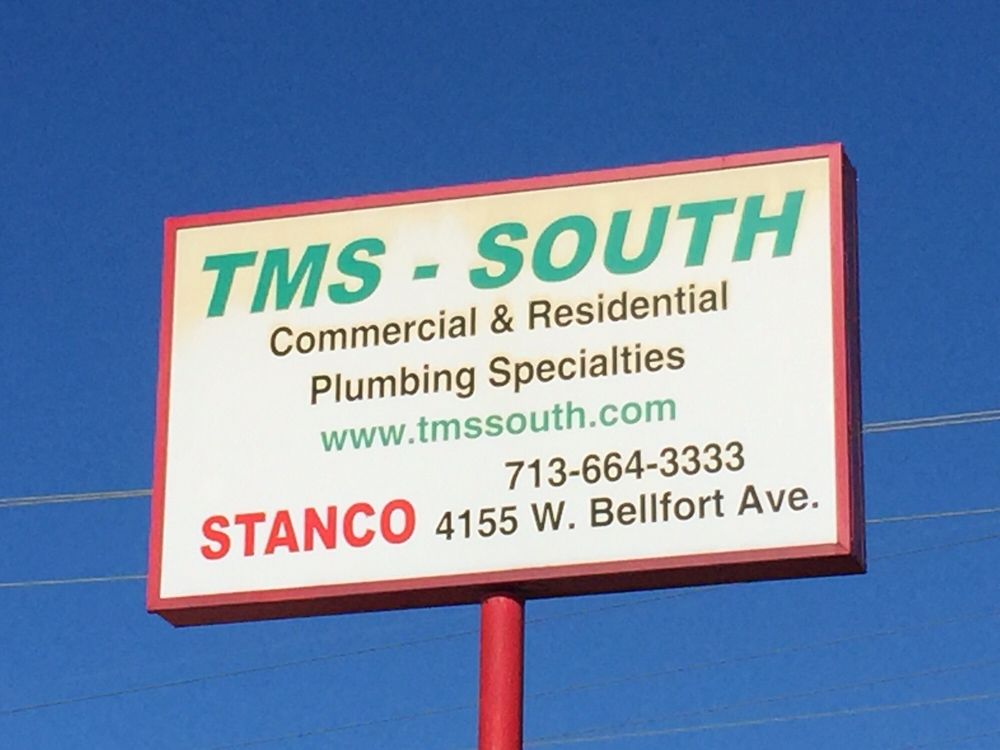 TMS - SOUTH
Commercial & Residential
Plumbing Specialties
www.tmssouth.com
713-664-3333
STANCO 4155 W. Bellfort Ave.